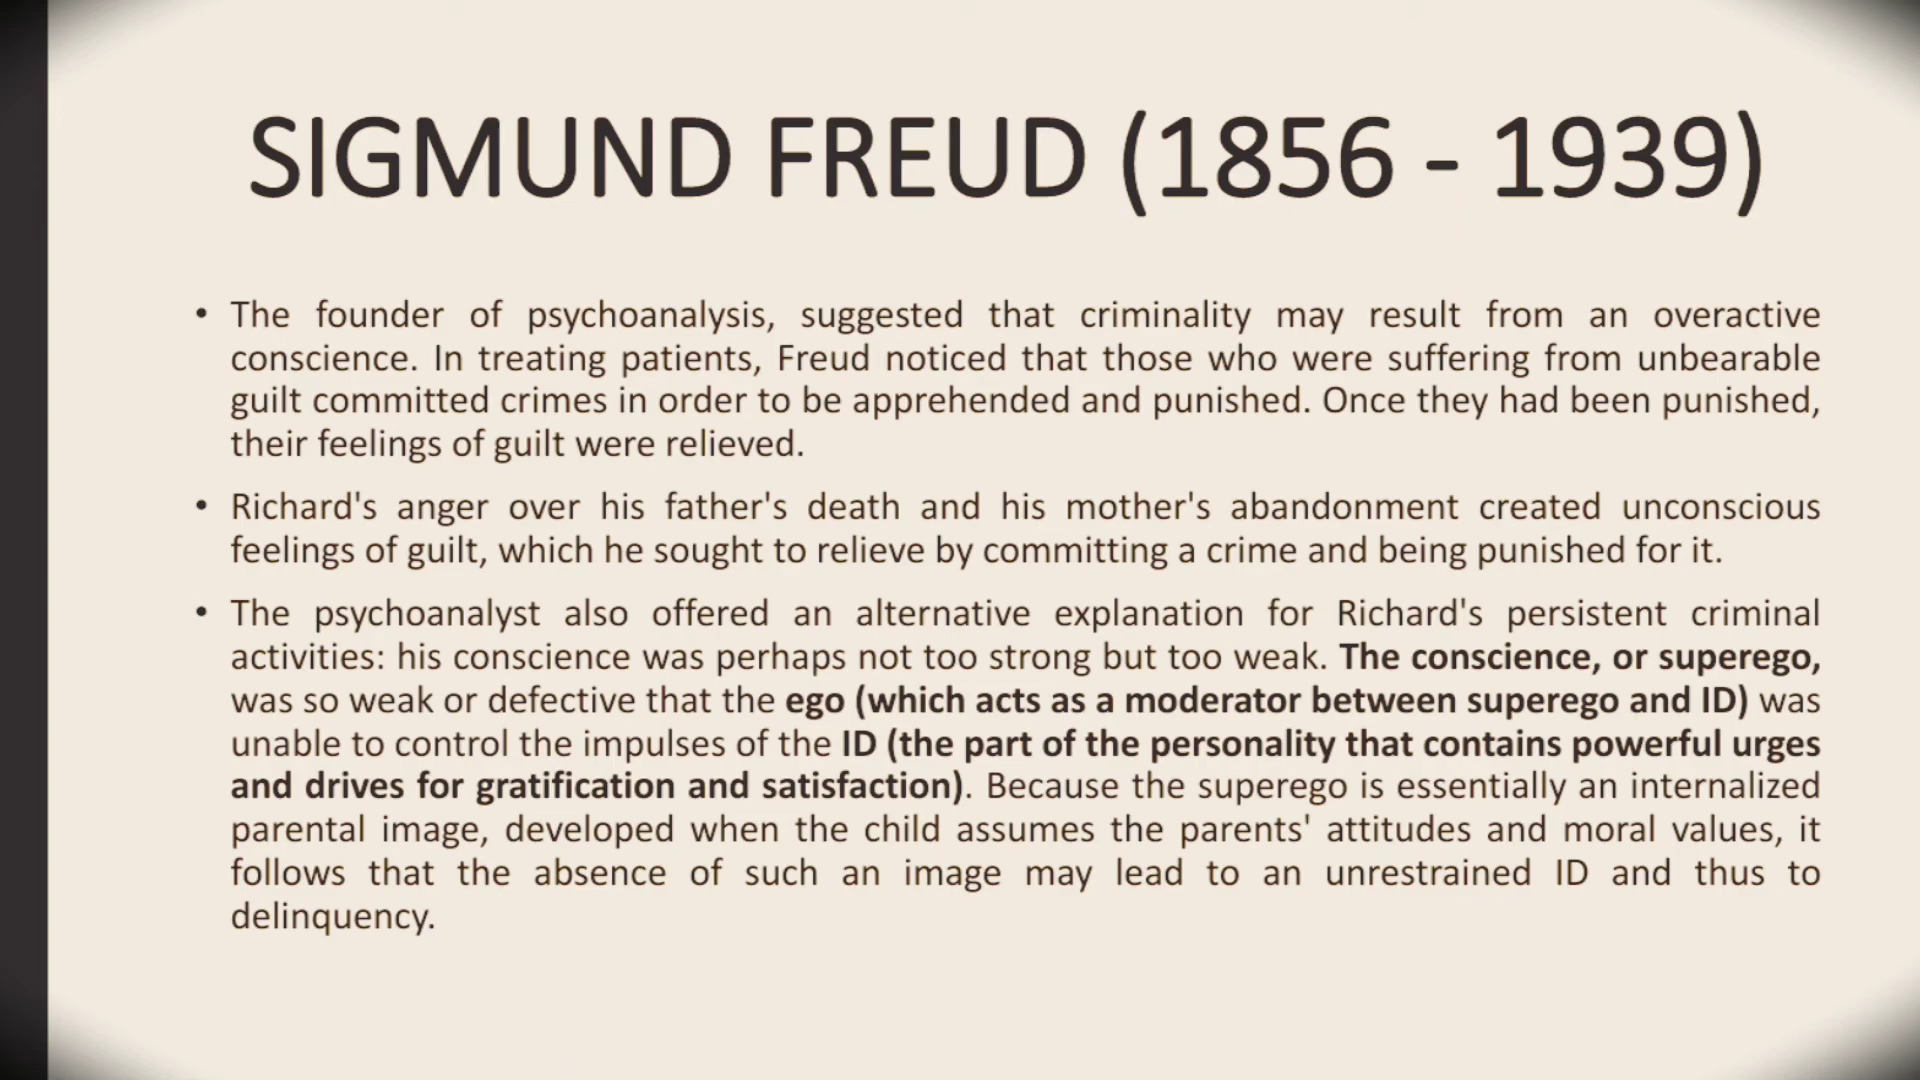 SIGMUND FREUD (1856 - 1939)
• The founder of psychoanalysis, suggested that criminality may result from an overactive
conscience. In treating patients, Freud noticed that those who were suffering from unbearable
guilt committed crimes in order to be apprehended and punished. Once they had been punished,
their feelings of guilt were relieved.
• Richard's anger over his father's death and his mother's abandonment created unconscious
feelings of guilt, which he sought to relieve by committing a crime and being punished for it.
• The psychoanalyst also offered an alternative explanation for Richard's persistent criminal
activities: his conscience was perhaps not too strong but too weak. The conscience, or superego,
was so weak or defective that the ego (which acts as a moderator between superego and ID) was
unable to control the impulses of the ID (the part of the personality that contains powerful urges
and drives for gratification and satisfaction). Because the superego is essentially an internalized
parental image, developed when the child assumes the parents' attitudes and moral values, it
follows that the absence of such an image may lead to an unrestrained ID and thus to
delinquency.